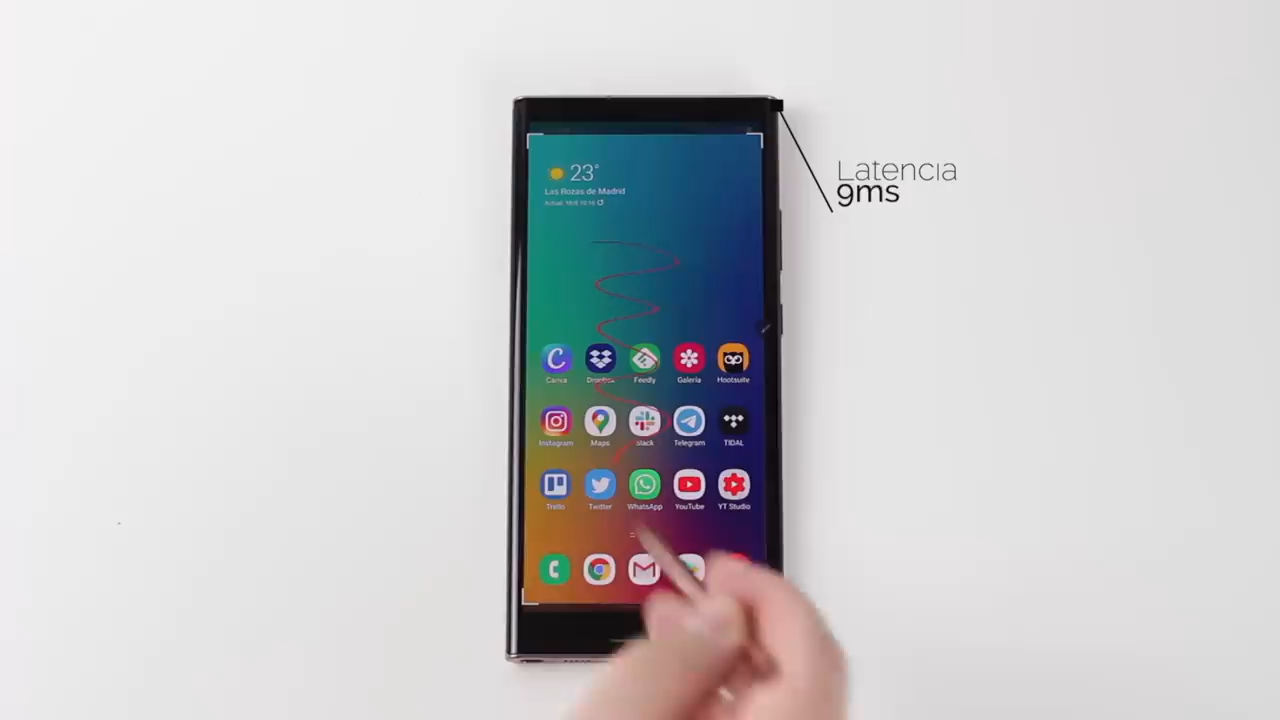 Latencia
9ms
23°
Las Rozas de Madrid
Canva
Dropbox
Feedly
Galería
Hootsuite
Instagram
Maps
Slack
Telegram
TIDAL
Trello
Twitter
WhatsApp
YouTube
YT Studio